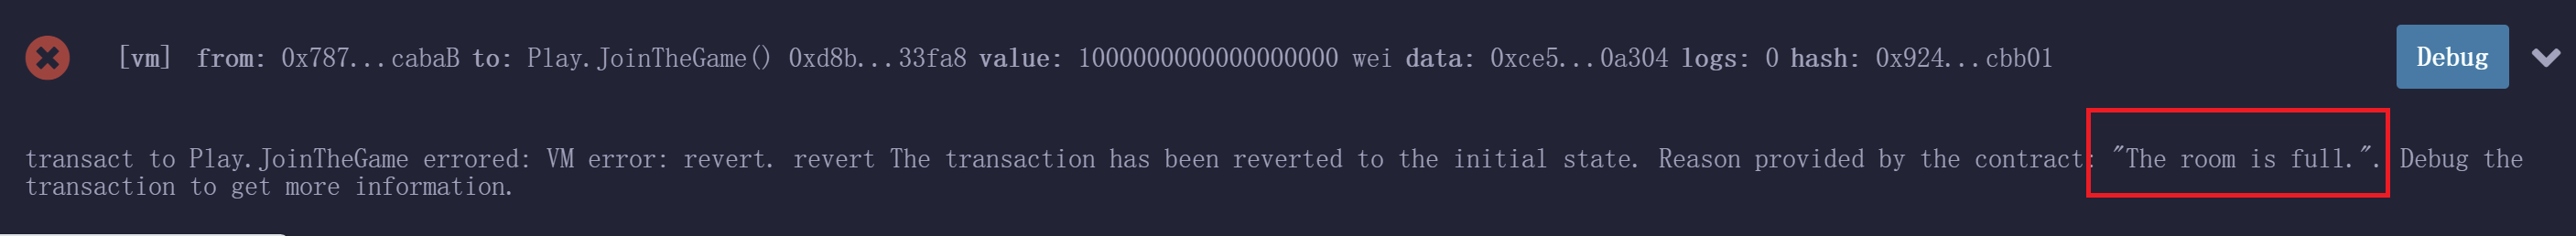 [vm] from: 0x787...cabaB to: Play.JoinTheGame() 0xd8b...33fa8 value: 1000000000000000000 wei data: 0xce5...0a304 logs: 0 hash: 0x924...cbb01
Debug
transact to Play.JoinTheGame errored: VM error: revert. revert The transaction has been reverted to the initial state. Reason provided by the contract: "The room is full.". Debug the
transaction to get more information.